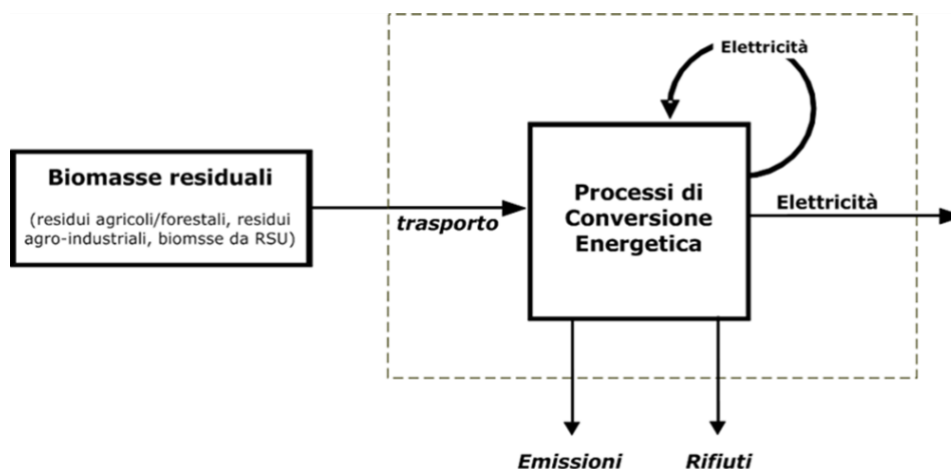 Elettricità
Biomasse residuali
(residui agricoli/forestali, residui
agro-industriali, biomsse da RSU)
trasporto
Processi di
Conversione
Energetica
Elettricità
Emissioni
Rifiuti